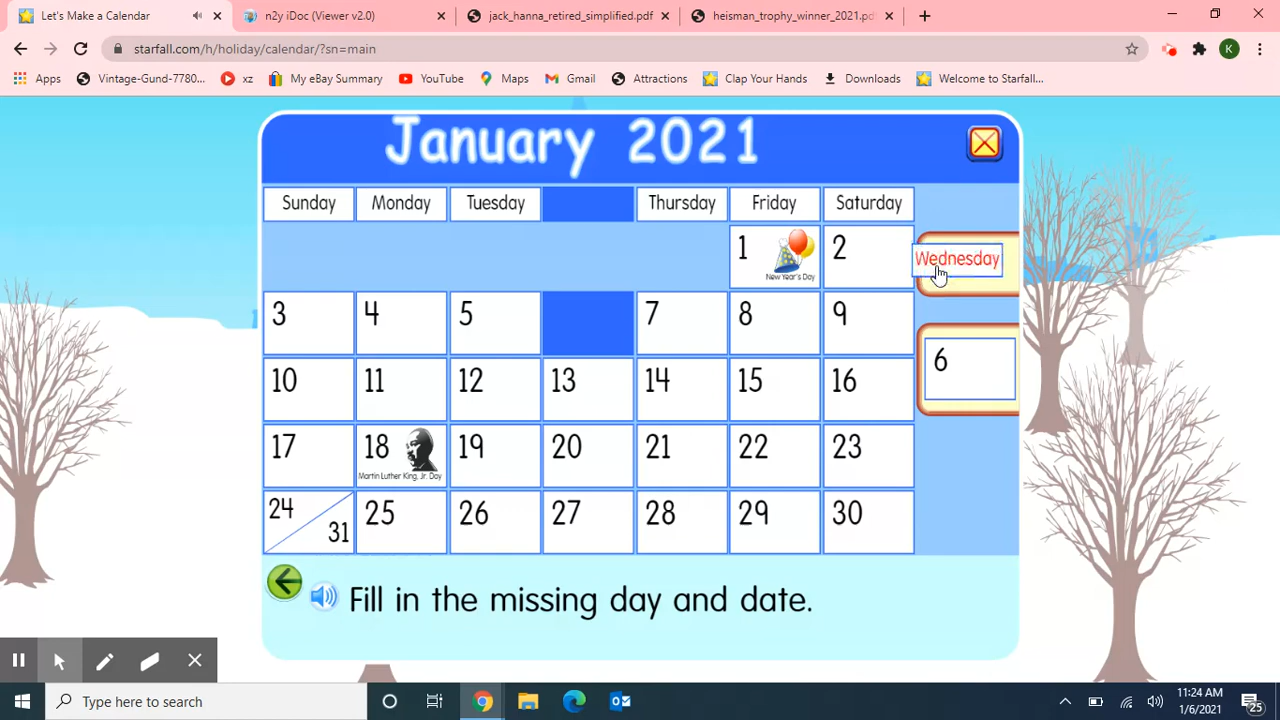 Let's Make a Calendar
n2y iDoc (Viewer v2.0)
jack_hanna_retired_simplified.pdf
heisman_trophy_winner_2021.pd
starfall.com/h/holiday/calendar/?sn=main
K
Apps
Vintage-Gund-7780...
xz
My eBay Summary
YouTube
Maps
Gmail
Attractions
Clap Your Hands
Downloads
Welcome to Starfall...
January 2021
Sunday Monday Tuesday Thursday Friday Saturday
1 2
New Year's Day
Wednesday
3 4 5 7 8 9
6
10 11 12 13 14 15 16
17 18 19 20 21 22 23
Martin Luther King, Jr. Day
24 31 25 26 27 28 29 30
Fill in the missing day and date.
Type here to search
11:24 AM
1/6/2021
25